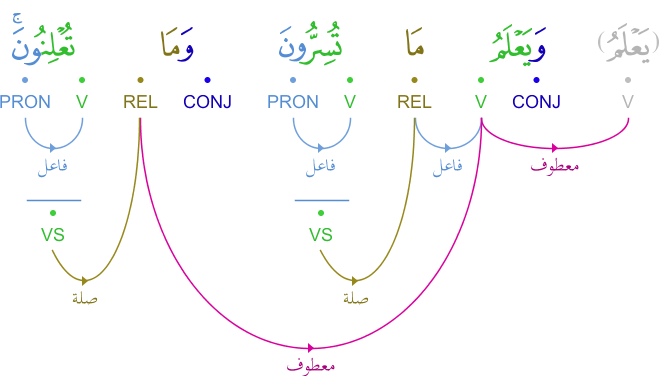 (يَعْلَمُ) وَيَعْلَمُ مَا تُسِرُّونَ وَمَا تُعْلِنُونَ ۚ
V CONJ V REL V PRON CONJ REL V PRON
معطوف فاعل فاعل فاعل
VS VS
صلة صلة
معطوف